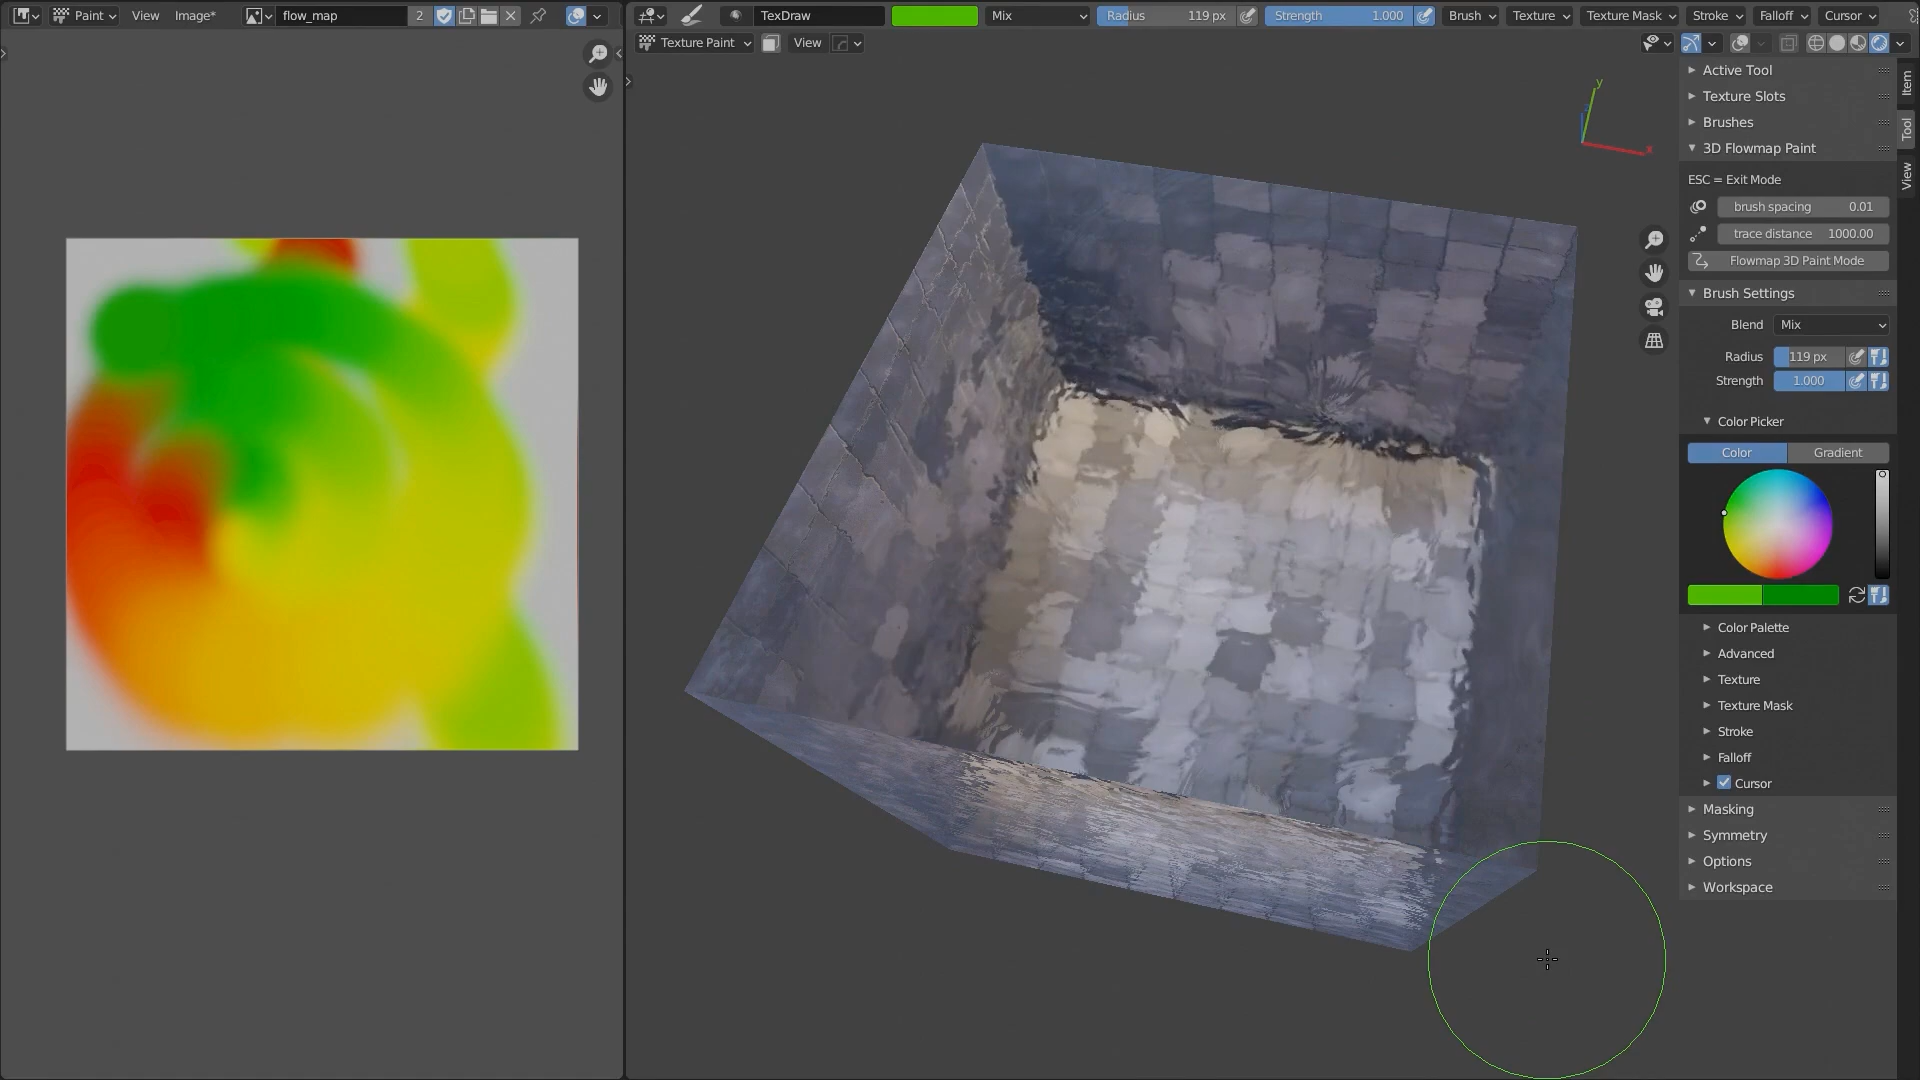 Paint View Image* flow_map 2
TexDraw Mix Radius 119 px Strength 1.000 Brush Texture Texture Mask Stroke Falloff Cursor
Texture Paint View
y
z
x
Active Tool
Texture Slots
Brushes
3D Flowmap Paint
ESC = Exit Mode
brush spacing 0.01
trace distance 1000.00
Flowmap 3D Paint Mode
Brush Settings
Blend Mix
Radius 119 px
Strength 1.000
Color Picker
Color Gradient
Color Palette
Advanced
Texture
Texture Mask
Stroke
Falloff
Cursor
Masking
Symmetry
Options
Workspace
Item
Tool
View